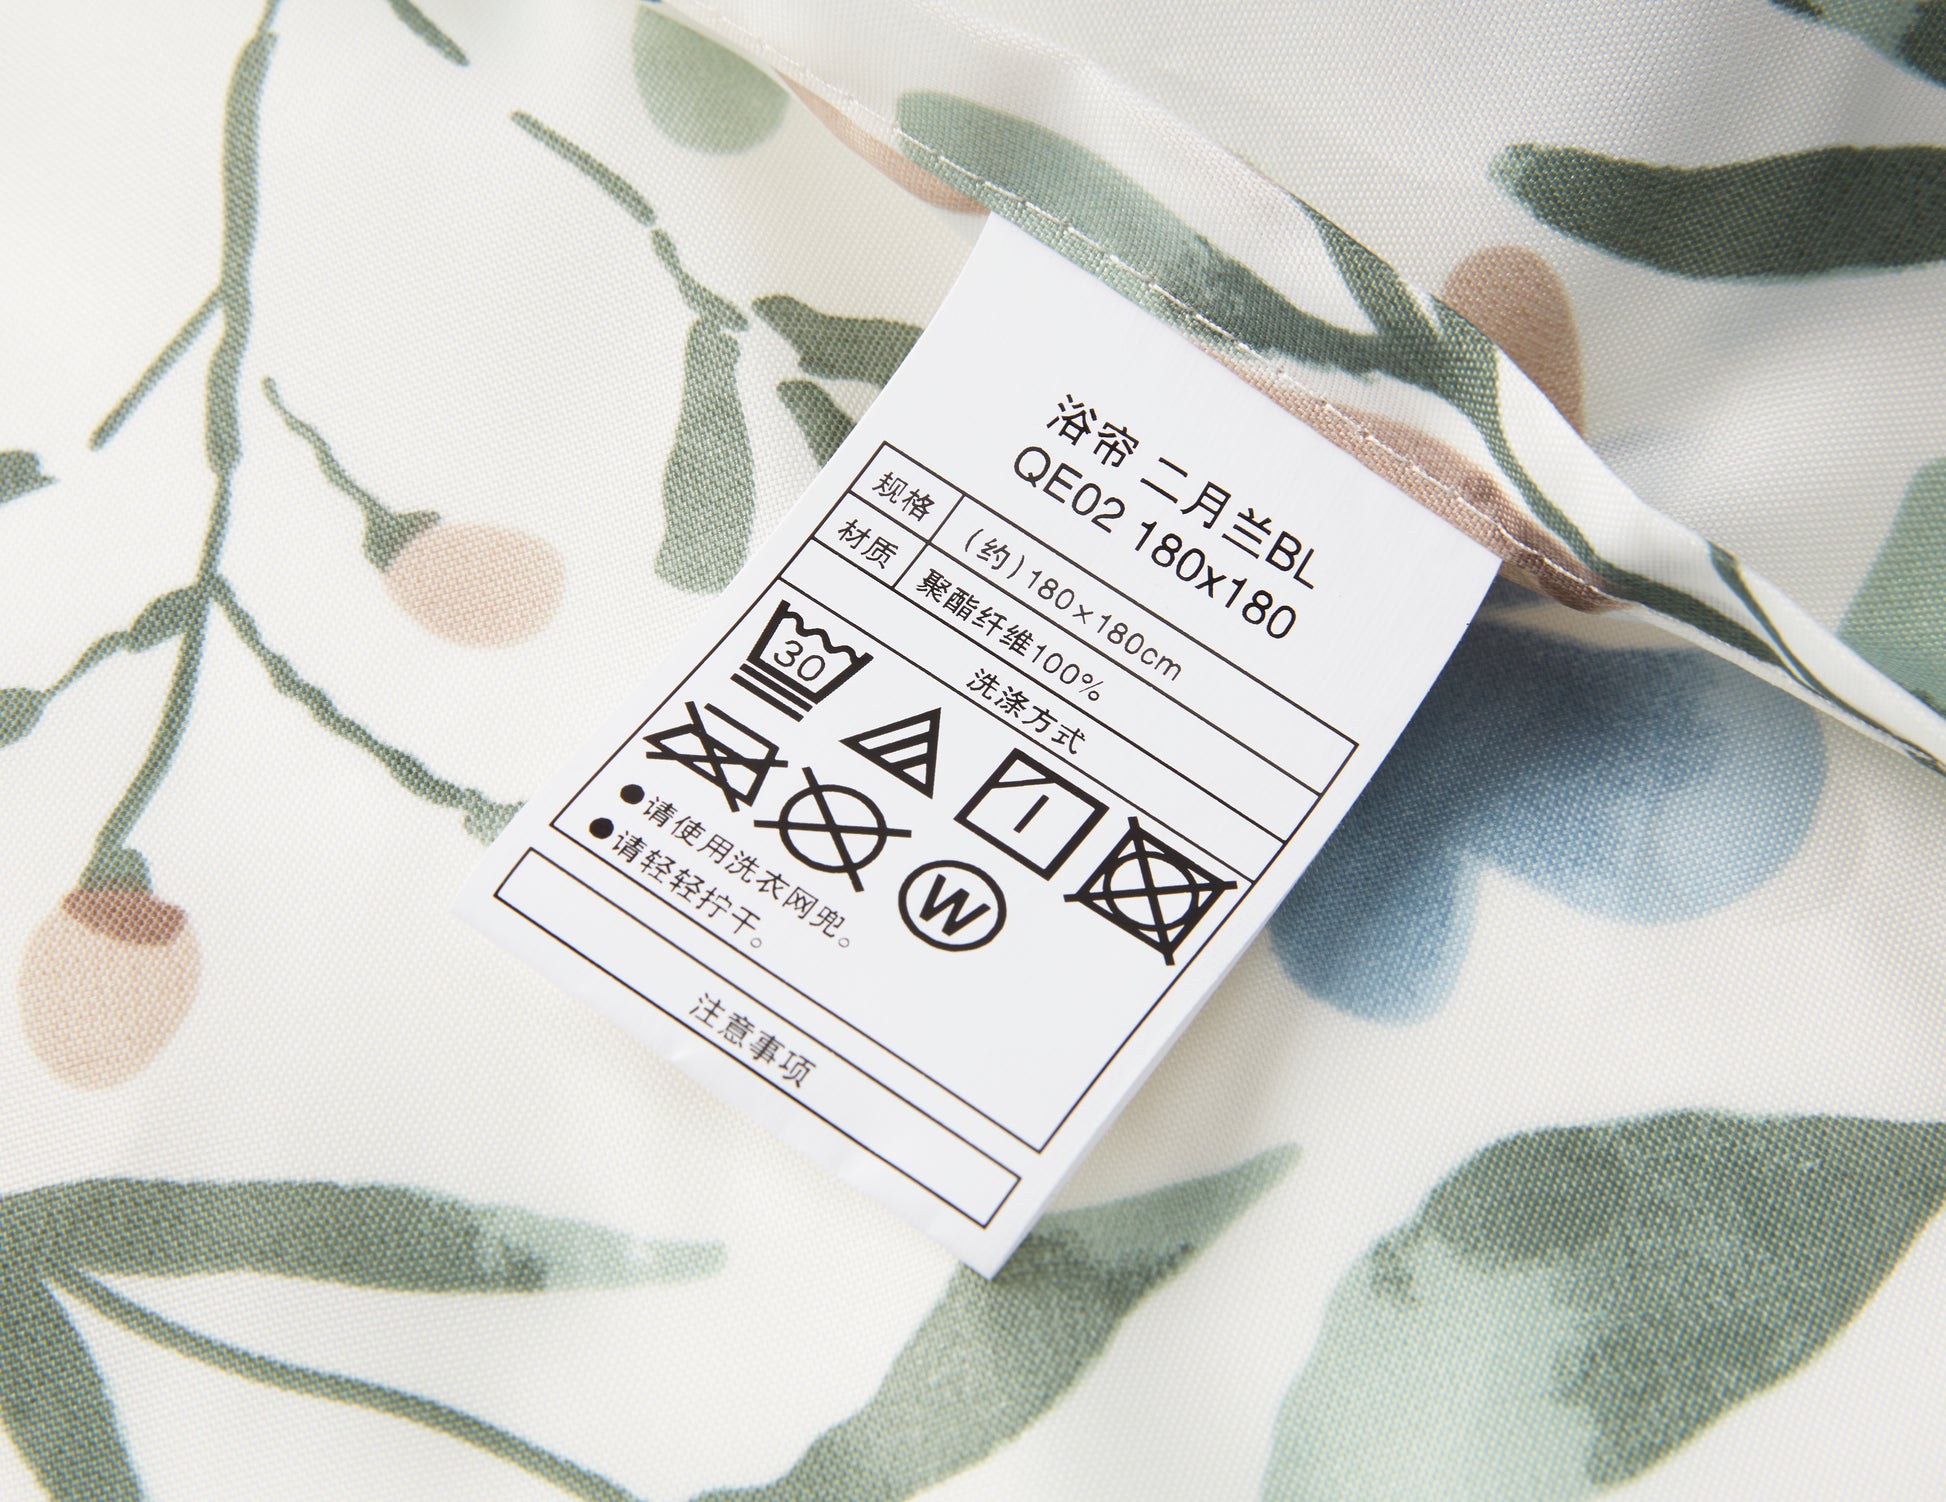 浴帘 二月兰BL
QE02 180x180
规格 (约)180×180cm
材质 聚酯纤维100%
洗涤方式
30
W
●请使用洗衣网兜。
●请轻轻拧干。
注意事项